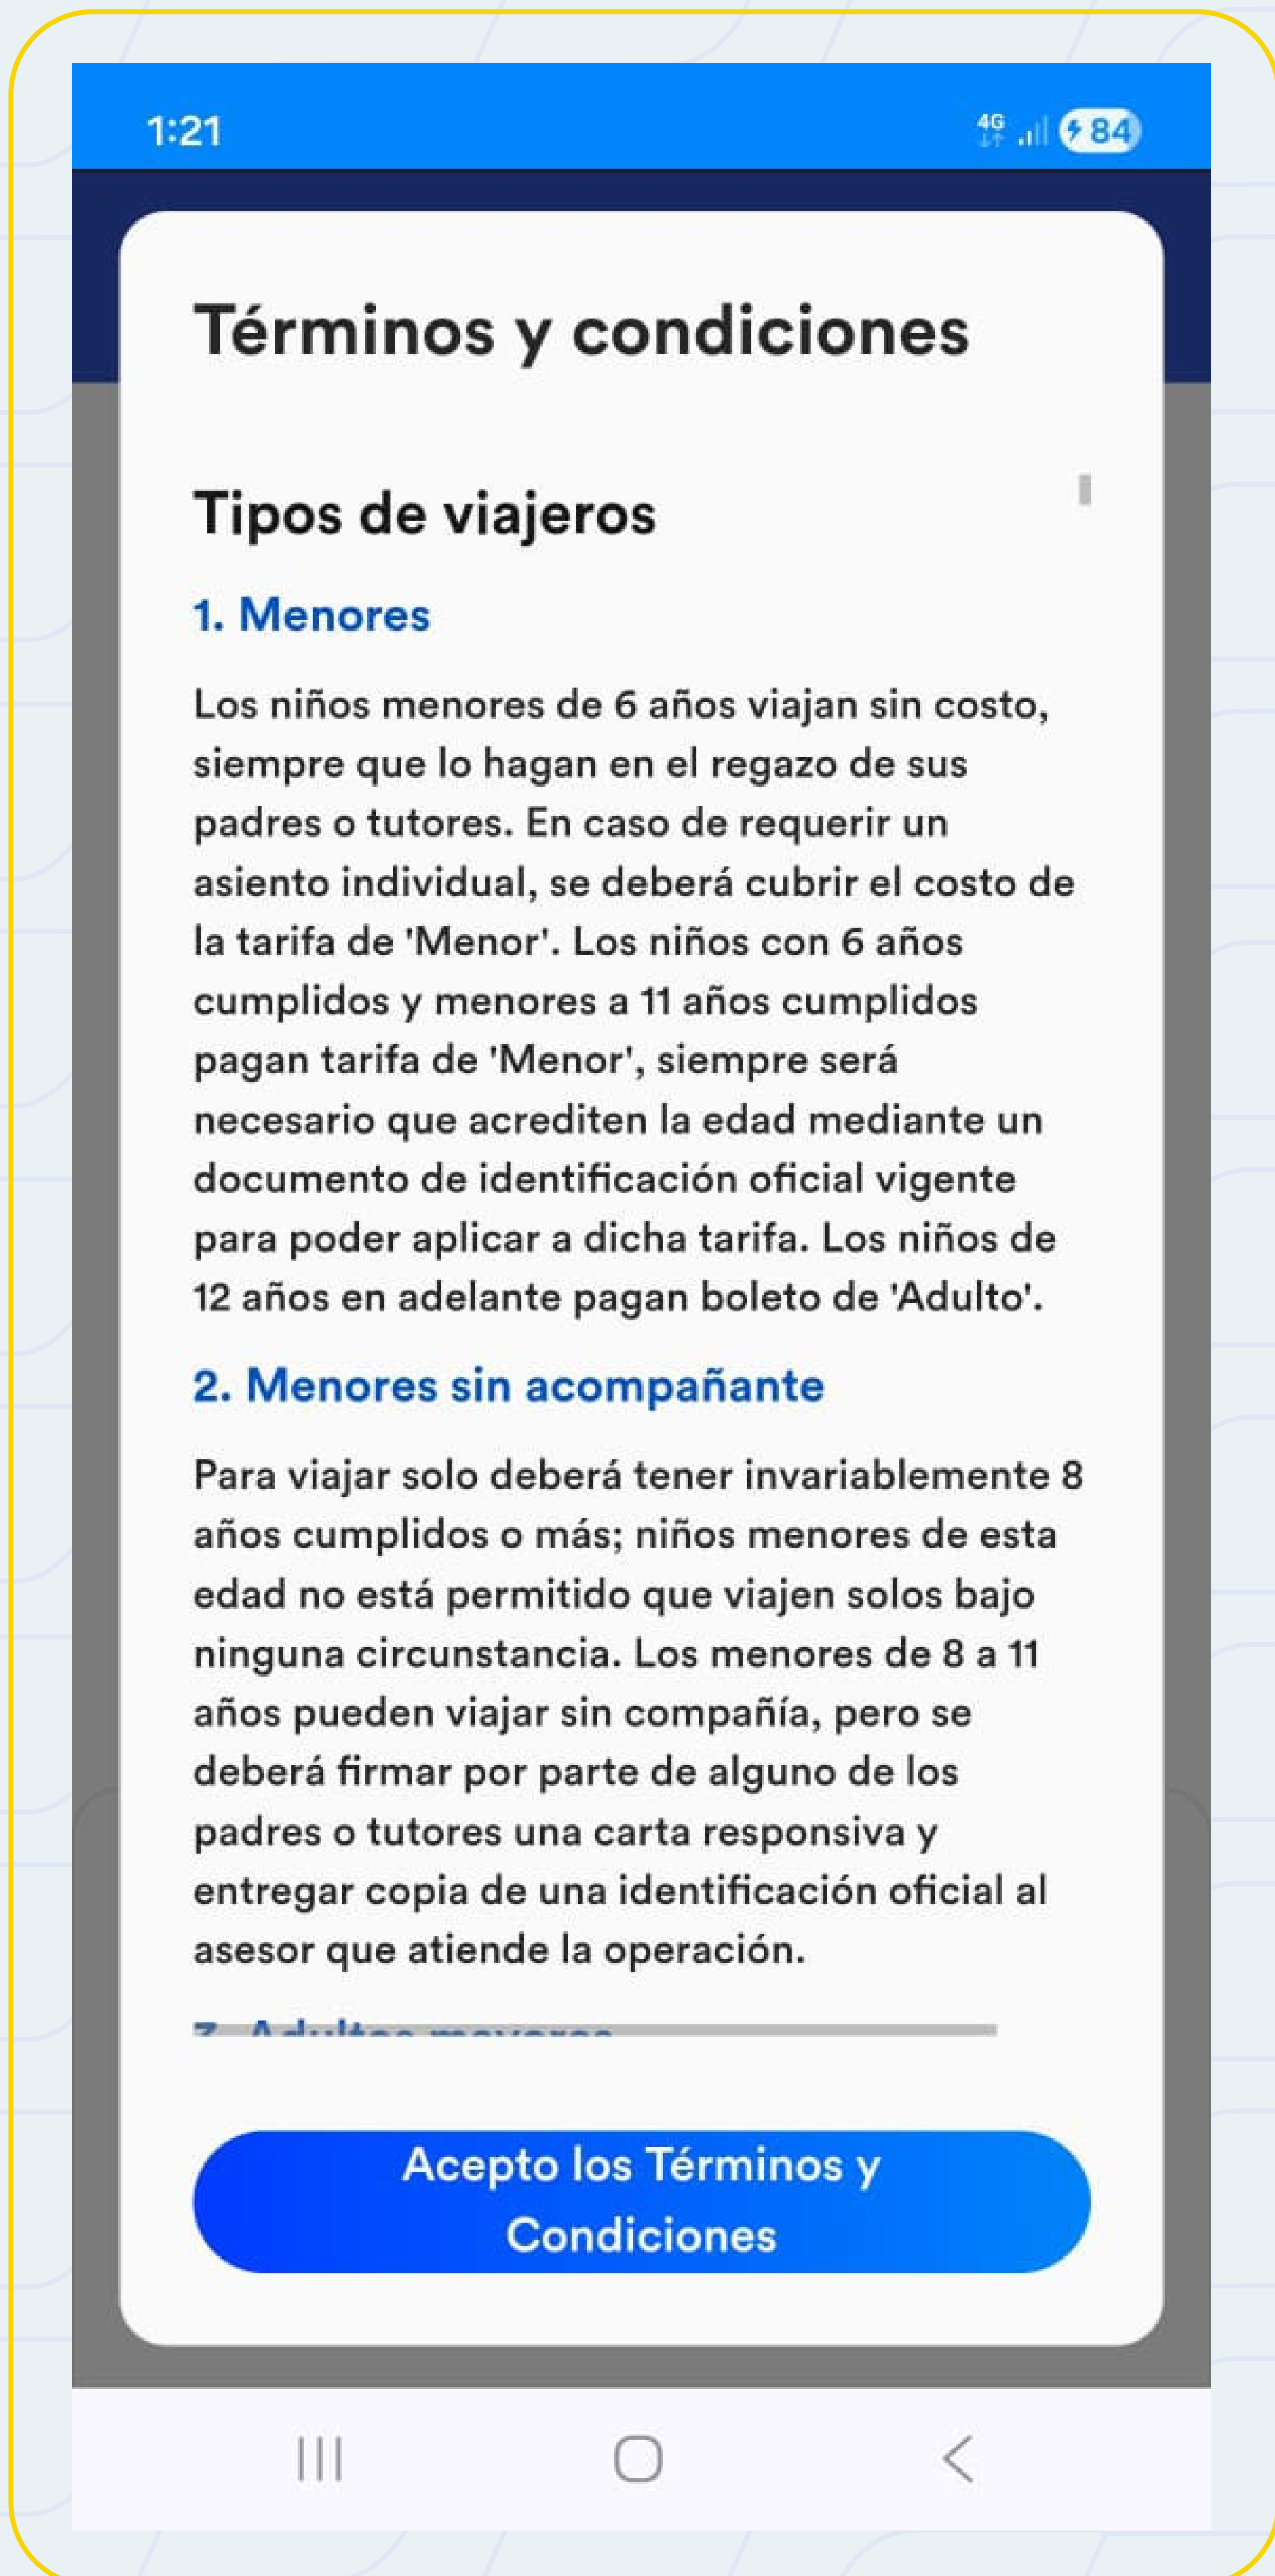 1:21
4G
84
Términos y condiciones
Tipos de viajeros
1. Menores
Los niños menores de 6 años viajan sin costo,
siempre que lo hagan en el regazo de sus
padres o tutores. En caso de requerir un
asiento individual, se deberá cubrir el costo de
la tarifa de 'Menor'. Los niños con 6 años
cumplidos y menores a 11 años cumplidos
pagan tarifa de 'Menor', siempre será
necesario que acrediten la edad mediante un
documento de identificación oficial vigente
para poder aplicar a dicha tarifa. Los niños de
12 años en adelante pagan boleto de 'Adulto'.
2. Menores sin acompañante
Para viajar solo deberá tener invariablemente 8
años cumplidos o más; niños menores de esta
edad no está permitido que viajen solos bajo
ninguna circunstancia. Los menores de 8 a 11
años pueden viajar sin compañía, pero se
deberá firmar por parte de alguno de los
padres o tutores una carta responsiva y
entregar copia de una identificación oficial al
asesor que atiende la operación.
3. Adultos mayores
Acepto los Términos y
Condiciones